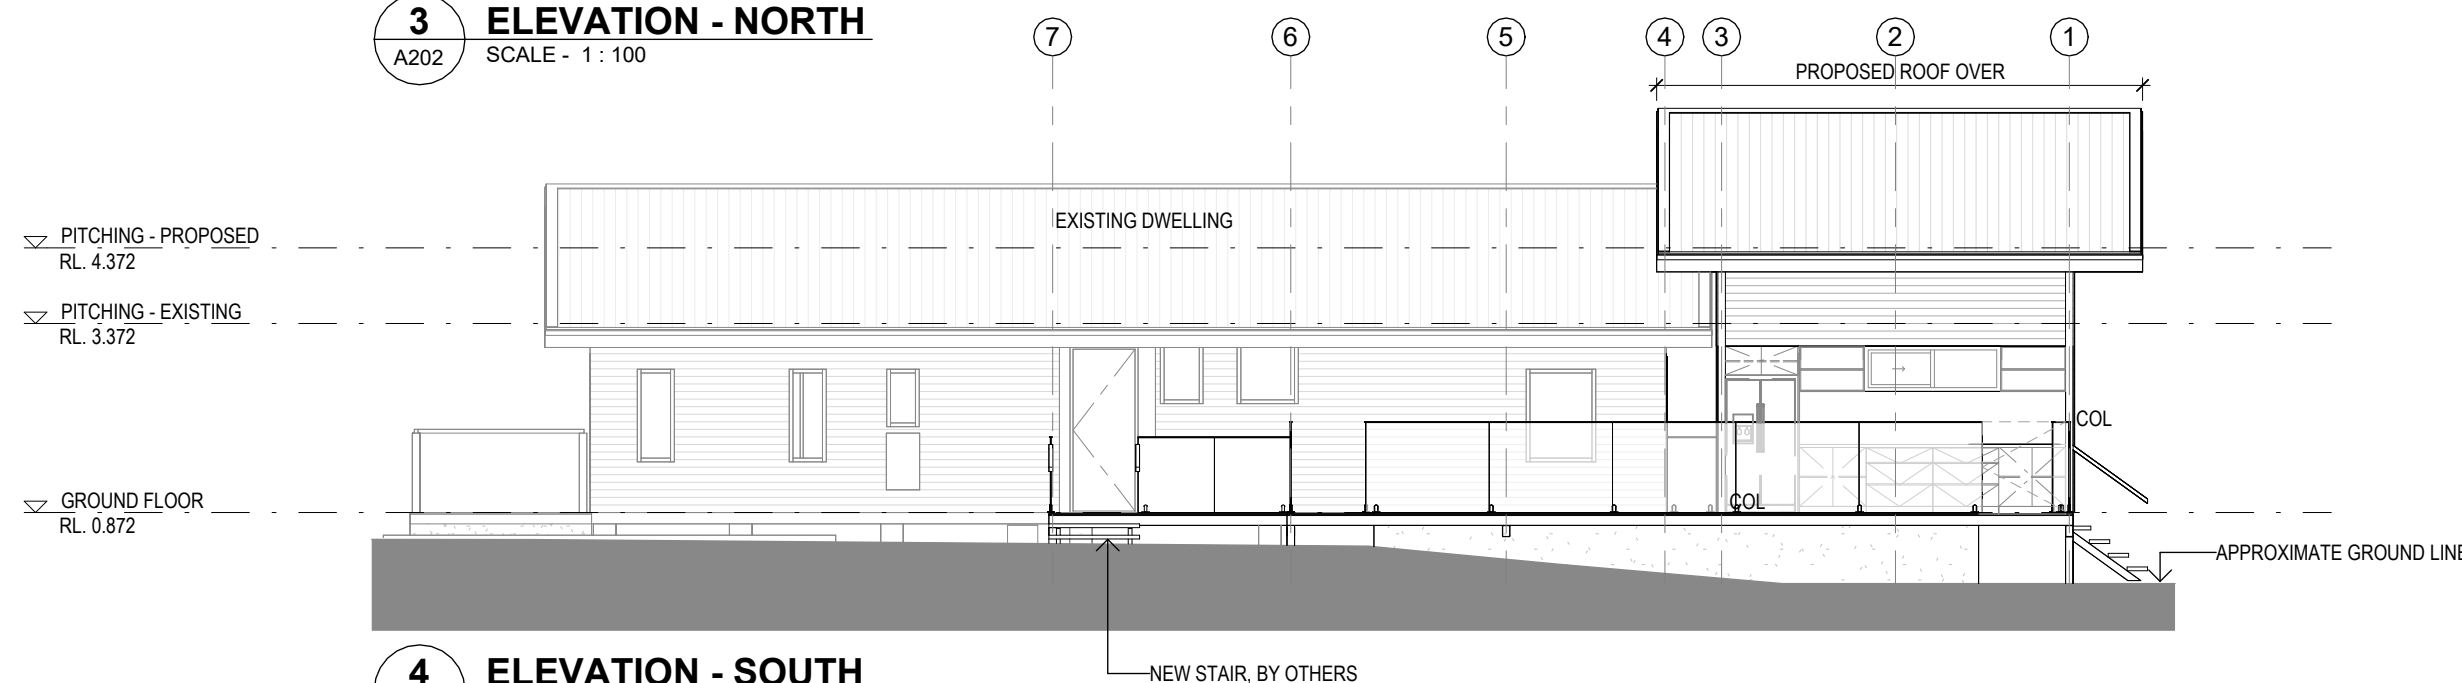 3
A202
ELEVATION - NORTH
SCALE - 1 : 100
7
6
5
4
3
2
1
PROPOSED ROOF OVER
EXISTING DWELLING
PITCHING - PROPOSED
RL. 4.372
PITCHING - EXISTING
RL. 3.372
COL
GROUND FLOOR
RL. 0.872
COL
APPROXIMATE GROUND LINE
4
ELEVATION - SOUTH
NEW STAIR, BY OTHERS